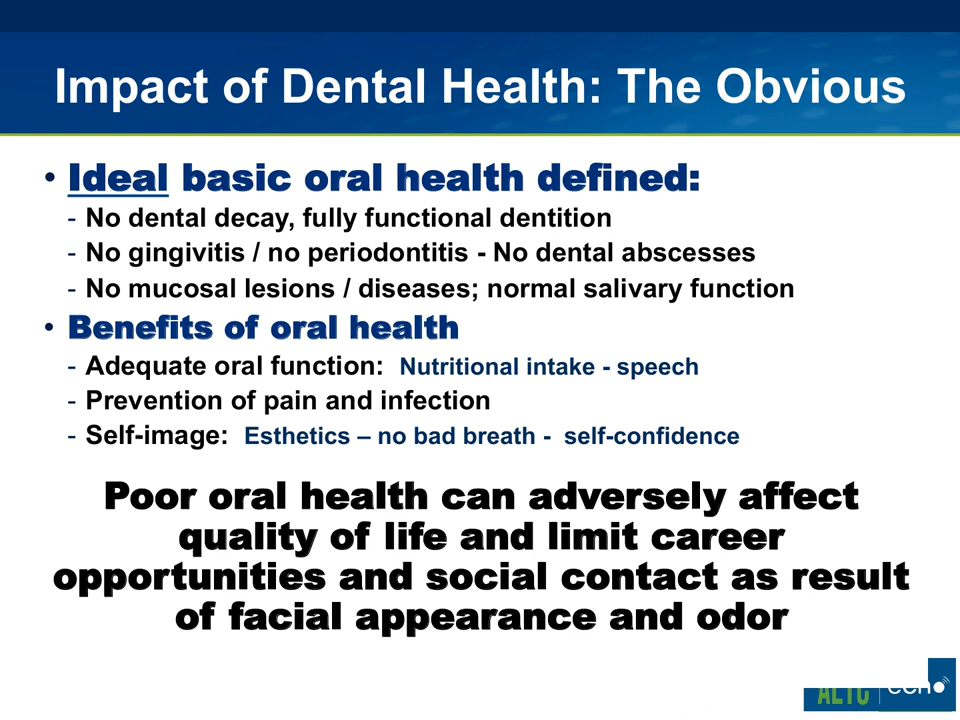 Impact of Dental Health: The Obvious
• Ideal basic oral health defined:
- No dental decay, fully functional dentition
- No gingivitis / no periodontitis - No dental abscesses
- No mucosal lesions / diseases; normal salivary function
• Benefits of oral health
- Adequate oral function: Nutritional intake - speech
- Prevention of pain and infection
- Self-image: Esthetics – no bad breath - self-confidence
Poor oral health can adversely affect
quality of life and limit career
opportunities and social contact as result
of facial appearance and odor